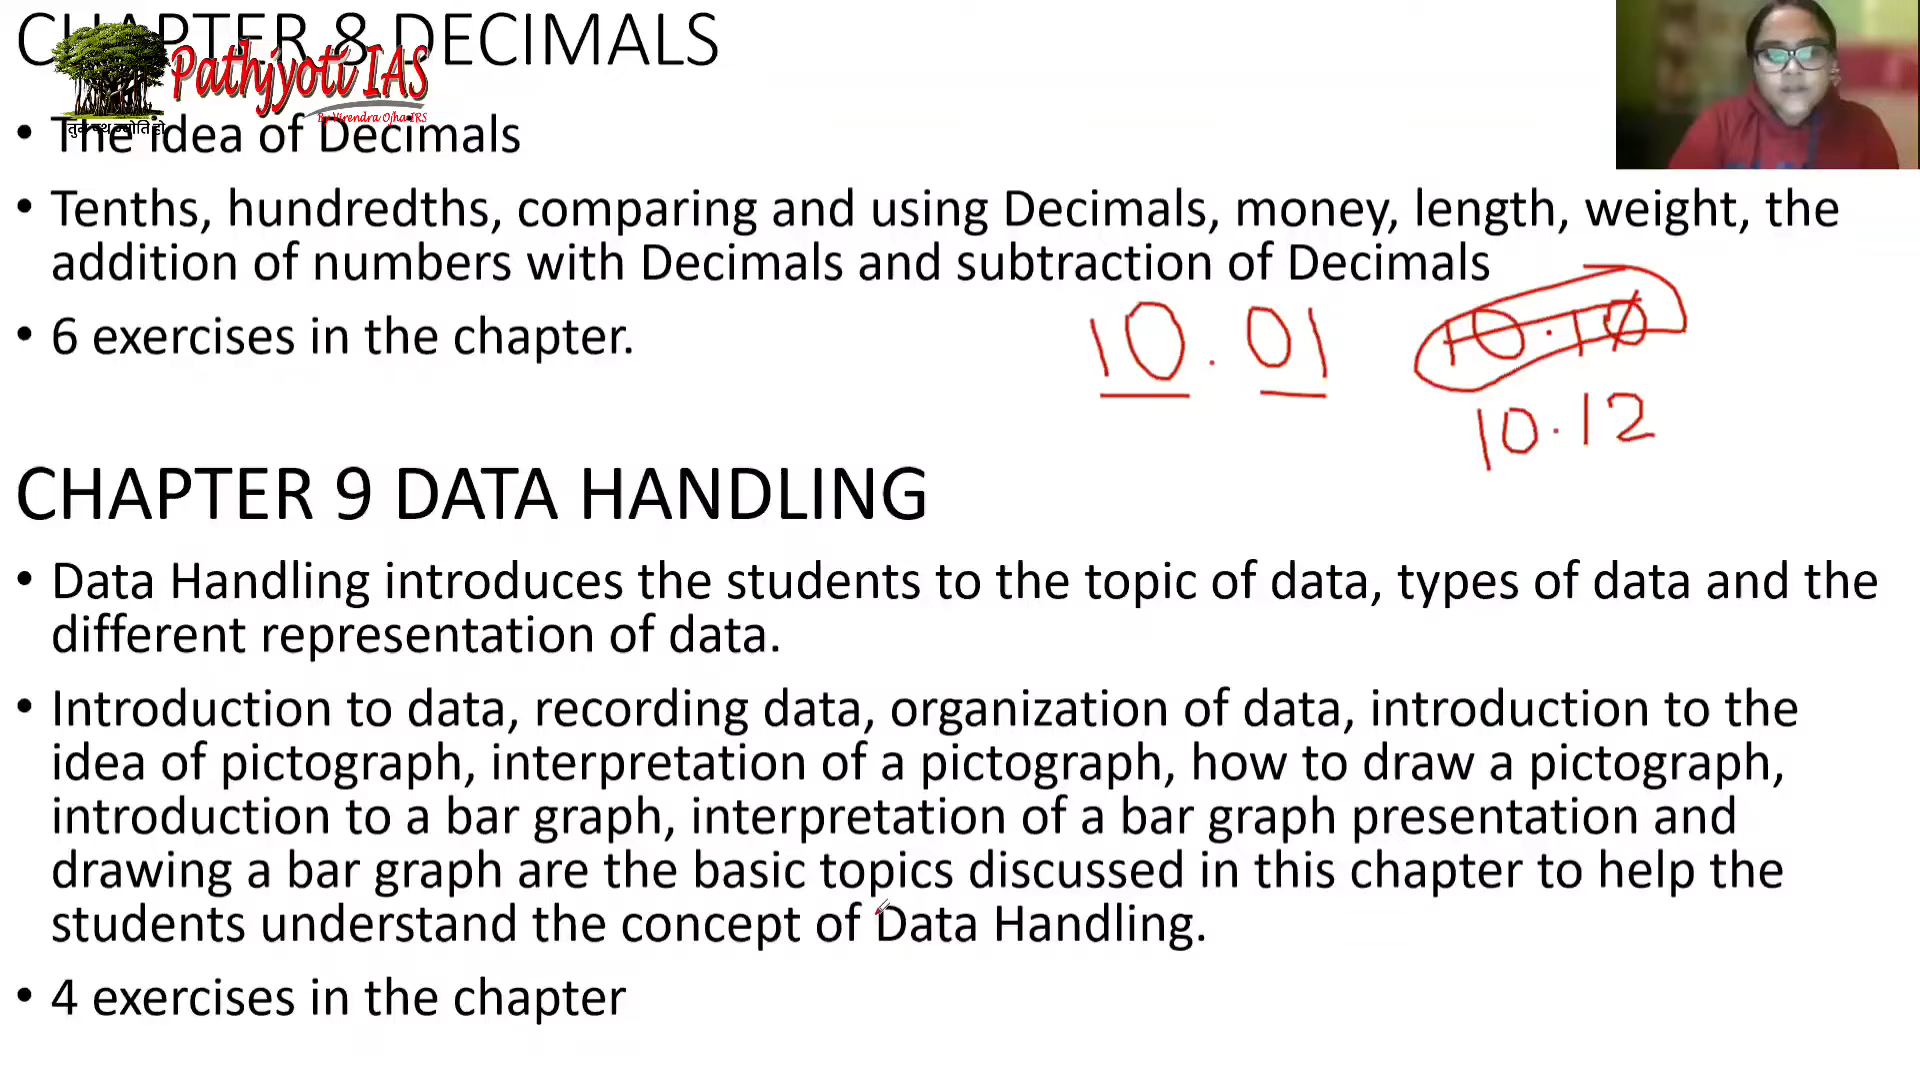 CHAPTER 8 DECIMALS
Pathjyoti IAS
By Virendra Ojha IRS
• The idea of Decimals
• Tenths, hundredths, comparing and using Decimals, money, length, weight, the
addition of numbers with Decimals and subtraction of Decimals
• 6 exercises in the chapter.
10.01
10.10
10.12
CHAPTER 9 DATA HANDLING
• Data Handling introduces the students to the topic of data, types of data and the
different representation of data.
• Introduction to data, recording data, organization of data, introduction to the
idea of pictograph, interpretation of a pictograph, how to draw a pictograph,
introduction to a bar graph, interpretation of a bar graph presentation and
drawing a bar graph are the basic topics discussed in this chapter to help the
students understand the concept of Data Handling.
• 4 exercises in the chapter